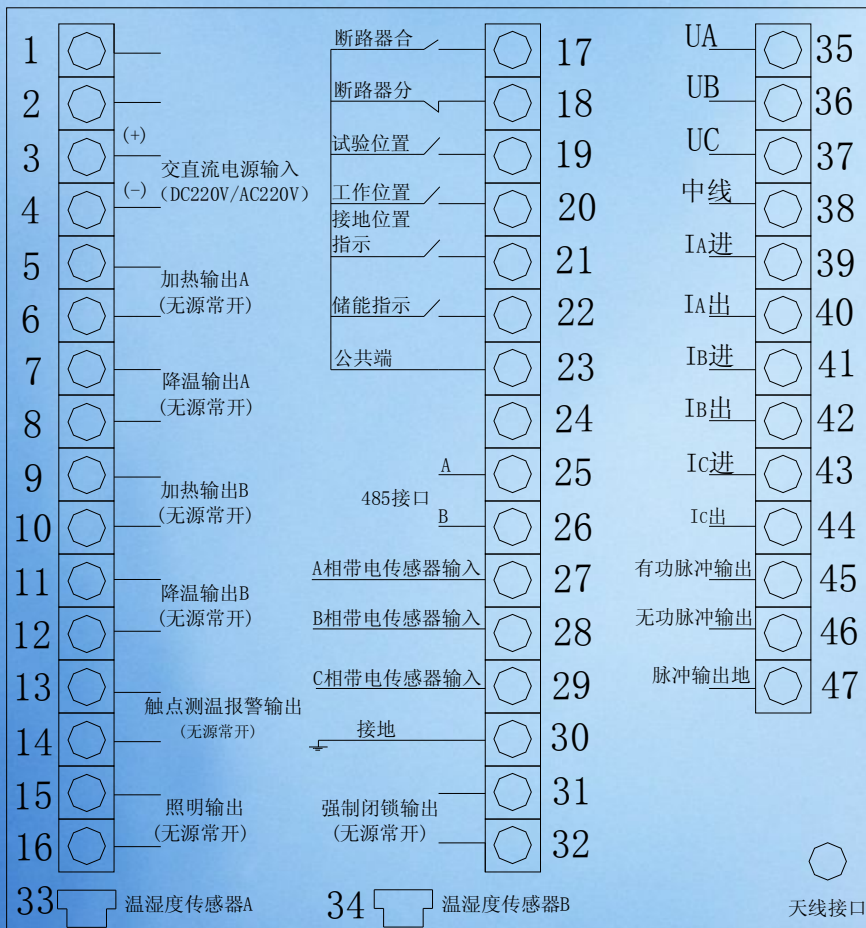 1
2
3 (+)
交直流电源输入
(DC220V/AC220V)
4 (-)
5
加热输出A
(无源常开)
6
7
降温输出A
(无源常开)
8
9
加热输出B
(无源常开)
10
11
降温输出B
(无源常开)
12
13
触点测温报警输出
(无源常开)
14
15
照明输出
(无源常开)
16
33 温湿度传感器A
断路器合 17
断路器分 18
试验位置 19
工作位置 20
接地位置
指示 21
储能指示 22
公共端 23
24
A 25
485接口
B 26
A相带电传感器输入 27
B相带电传感器输入 28
C相带电传感器输入 29
接地 30
31
强制闭锁输出
(无源常开)
32
34 温湿度传感器B
UA 35
UB 36
UC 37
中线 38
IA进 39
IA出 40
IB进 41
IB出 42
IC进 43
IC出 44
有功脉冲输出 45
无功脉冲输出 46
脉冲输出地 47
天线接口